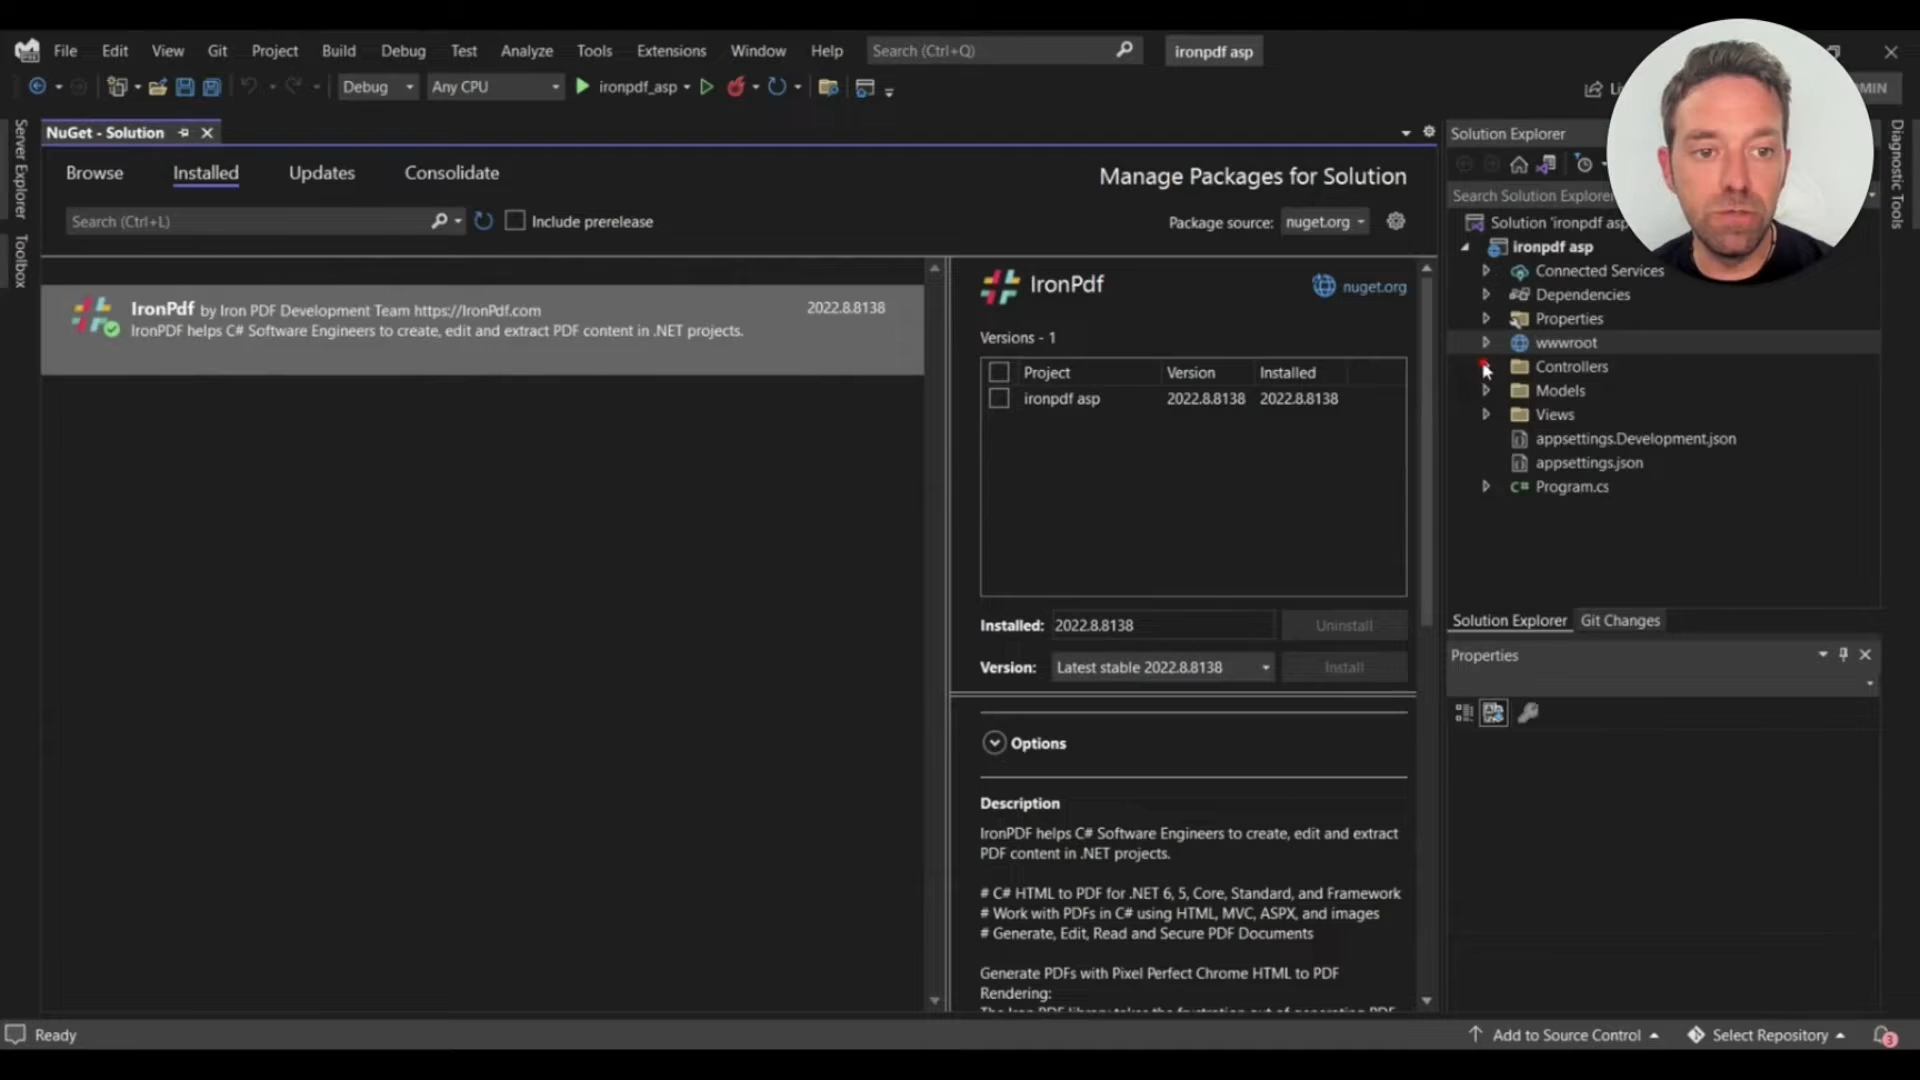 File Edit View Git Project Build Debug Test Analyze Tools Extensions Window Help Search (Ctrl+Q) ironpdf asp
Debug Any CPU ironpdf_asp
MIN
Server Explorer
Toolbox
NuGet - Solution
Browse Installed Updates Consolidate
Manage Packages for Solution
Search (Ctrl+L) Include prerelease
Package source: nuget.org
IronPdf by Iron PDF Development Team https://IronPdf.com 2022.8.8138
IronPDF helps C# Software Engineers to create, edit and extract PDF content in .NET projects.
IronPdf nuget.org
Versions - 1
Project Version Installed
ironpdf asp 2022.8.8138 2022.8.8138
Installed: 2022.8.8138 Uninstall
Version: Latest stable 2022.8.8138 Install
Options
Description
IronPDF helps C# Software Engineers to create, edit and extract
PDF content in .NET projects.
# C# HTML to PDF for .NET 6, 5, Core, Standard, and Framework
# Work with PDFs in C# using HTML, MVC, ASPX, and images
# Generate, Edit, Read and Secure PDF Documents
Generate PDFs with Pixel Perfect Chrome HTML to PDF
Rendering:
Solution Explorer
Search Solution Explorer
Solution 'ironpdf asp
ironpdf asp
Connected Services
Dependencies
Properties
wwwroot
Controllers
Models
Views
appsettings.Development.json
appsettings.json
C# Program.cs
Solution Explorer Git Changes
Properties
Diagnostic Tools
Ready
Add to Source Control Select Repository 3